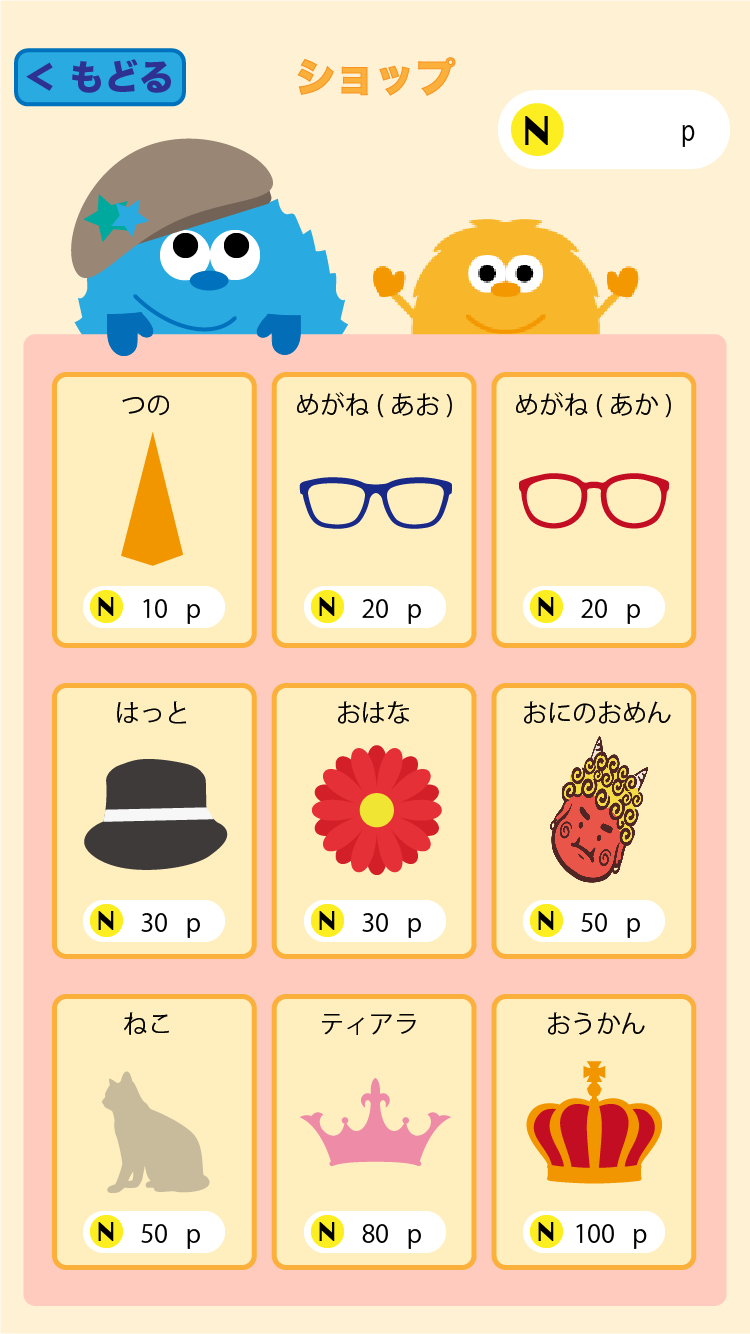 < もどる
ショップ
N p
つの
めがね ( あお )
めがね ( あか )
N 10 p
N 20 p
N 20 p
はっと
おはな
おにのおめん
N 30 p
N 30 p
N 50 p
ねこ
ティアラ
おうかん
N 50 p
N 80 p
N 100 p